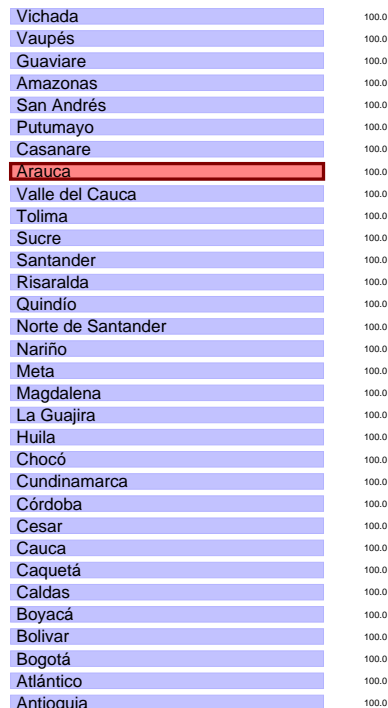 Vichada 100.0
Vaupés 100.0
Guaviare 100.0
Amazonas 100.0
San Andrés 100.0
Putumayo 100.0
Casanare 100.0
Arauca 100.0
Valle del Cauca 100.0
Tolima 100.0
Sucre 100.0
Santander 100.0
Risaralda 100.0
Quindío 100.0
Norte de Santander 100.0
Nariño 100.0
Meta 100.0
Magdalena 100.0
La Guajira 100.0
Huila 100.0
Chocó 100.0
Cundinamarca 100.0
Córdoba 100.0
Cesar 100.0
Cauca 100.0
Caquetá 100.0
Caldas 100.0
Boyacá 100.0
Bolivar 100.0
Bogotá 100.0
Atlántico 100.0
Antioquia 100.0